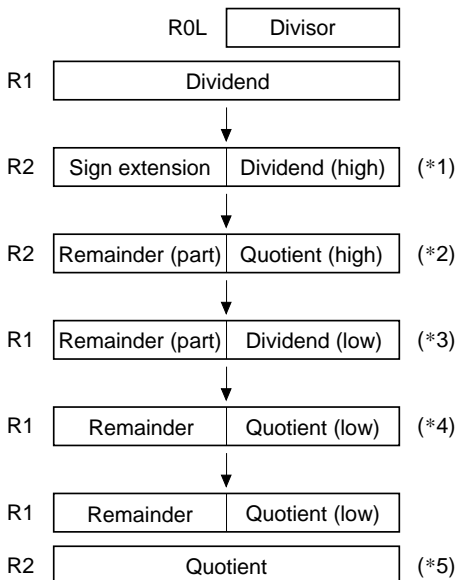 R0L Divisor
R1 Dividend
R2 Sign extension Dividend (high) (*1)
R2 Remainder (part) Quotient (high) (*2)
R1 Remainder (part) Dividend (low) (*3)
R1 Remainder Quotient (low) (*4)
R1 Remainder Quotient (low)
R2 Quotient (*5)